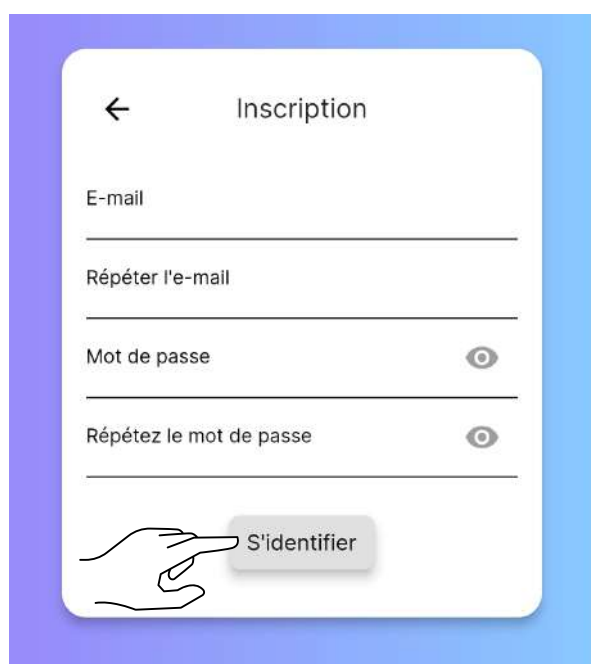 Inscription
E-mail
Répéter l'e-mail
Mot de passe
Répétez le mot de passe
S'identifier